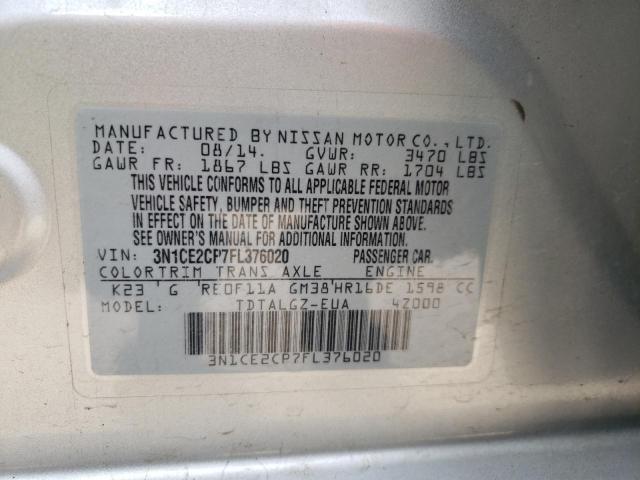 MANUFACTURED BY NISSAN MOTOR CO., LTD.
DATE: 08/14. GVWR: 3470 LBS
GAWR FR: 1867 LBS GAWR RR: 1704 LBS
THIS VEHICLE CONFORMS TO ALL APPLICABLE FEDERAL MOTOR
VEHICLE SAFETY, BUMPER AND THEFT PREVENTION STANDARDS
IN EFFECT ON THE DATE OF MANUFACTURE SHOWN ABOVE.
SEE OWNER'S MANUAL FOR ADDITIONAL INFORMATION.
VIN: 3N1CE2CP7FL376020 PASSENGER CAR.
COLOR TRIM TRANS AXLE ENGINE
K23 ' G 'RE0F11A GM38'HR16DE 1598 CC
MODEL: TDTALGZ-EUA 4Z000
3N1CE2CP7FL376020